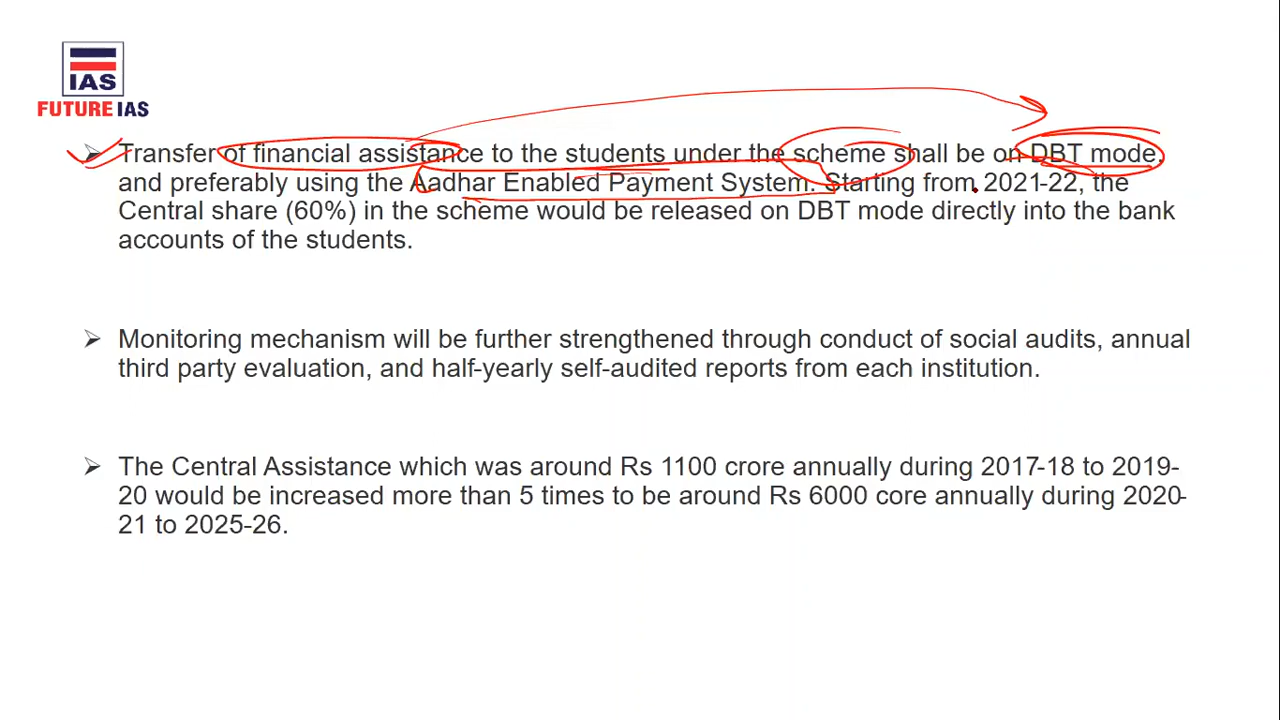 IAS
FUTURE IAS
Transfer of financial assistance to the students under the scheme shall be on DBT mode,
and preferably using the Aadhar Enabled Payment System. Starting from 2021-22, the
Central share (60%) in the scheme would be released on DBT mode directly into the bank
accounts of the students.
Monitoring mechanism will be further strengthened through conduct of social audits, annual
third party evaluation, and half-yearly self-audited reports from each institution.
The Central Assistance which was around Rs 1100 crore annually during 2017-18 to 2019-
20 would be increased more than 5 times to be around Rs 6000 core annually during 2020-
21 to 2025-26.